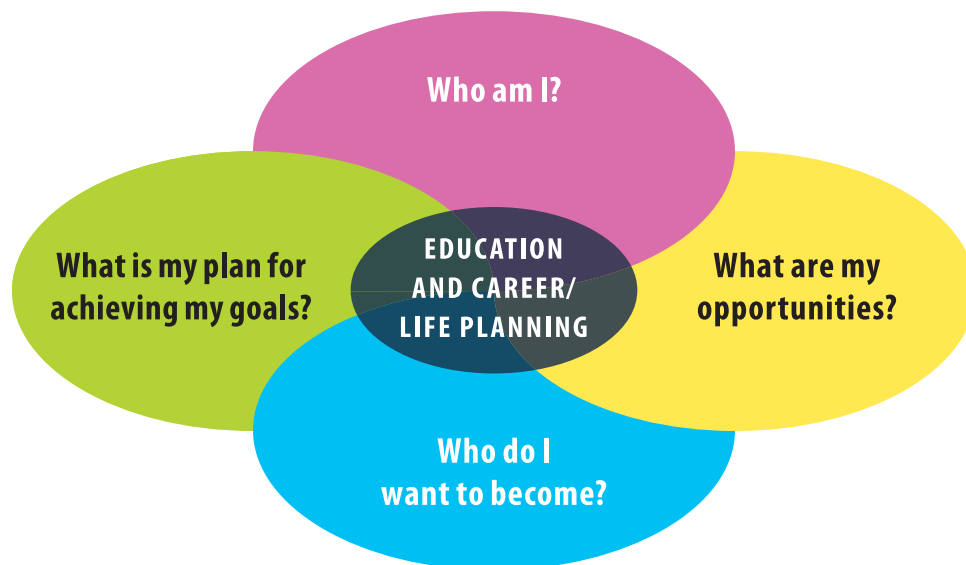 Who am I?
What is my plan for
achieving my goals?
EDUCATION
AND CAREER/
LIFE PLANNING
What are my
opportunities?
Who do I
want to become?